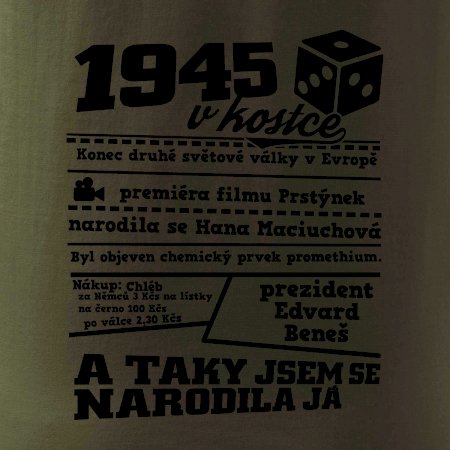 1945
v kostce
Konec druhé světové války v Evropě
premiéra filmu Prstýnek
narodila se Hana Maciuchová
Byl objeven chemický prvek promethium.
Nákup: Chléb
za Němců 3 Kčs na lístky
na černo 100 Kčs
po válce 2,30 Kčs
prezident
Edvard
Beneš
A TAKY JSEM SE
NARODILA JÁ